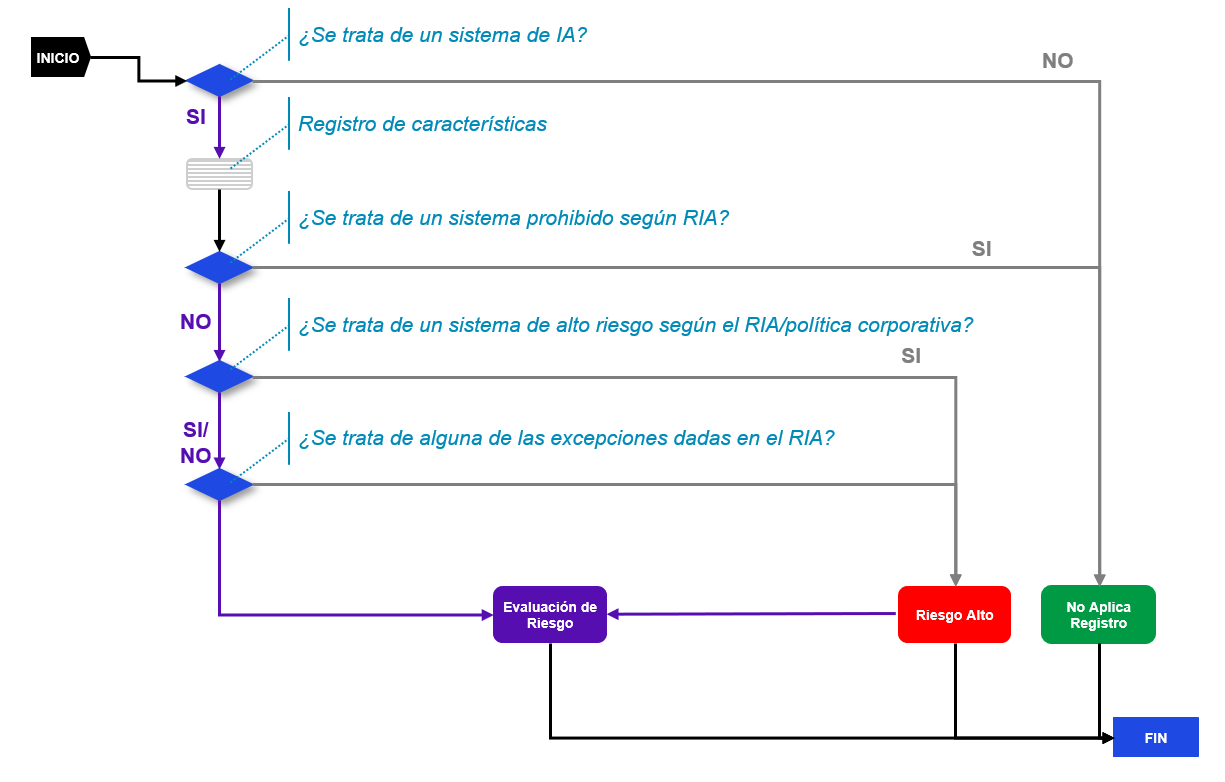 ¿Se trata de un sistema de IA?
INICIO
NO
SI
Registro de características
¿Se trata de un sistema prohibido según RIA?
SI
NO
¿Se trata de un sistema de alto riesgo según el RIA/política corporativa?
SI
SI/
NO
¿Se trata de alguna de las excepciones dadas en el RIA?
Evaluación de
Riesgo
Riesgo Alto
No Aplica
Registro
FIN